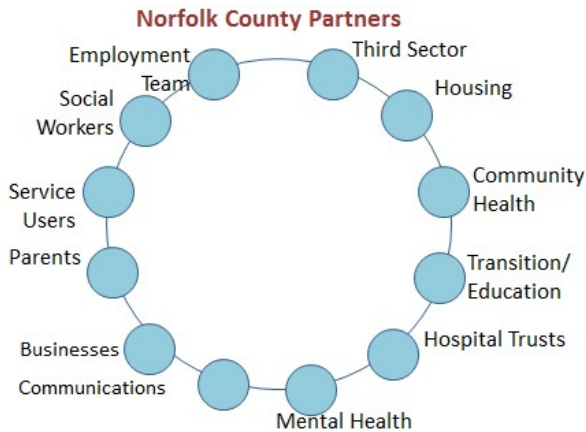 Norfolk County Partners
Employment
Team
Third Sector
Social
Workers
Housing
Service
Users
Community
Health
Parents
Transition/
Education
Businesses
Hospital Trusts
Communications
Mental Health